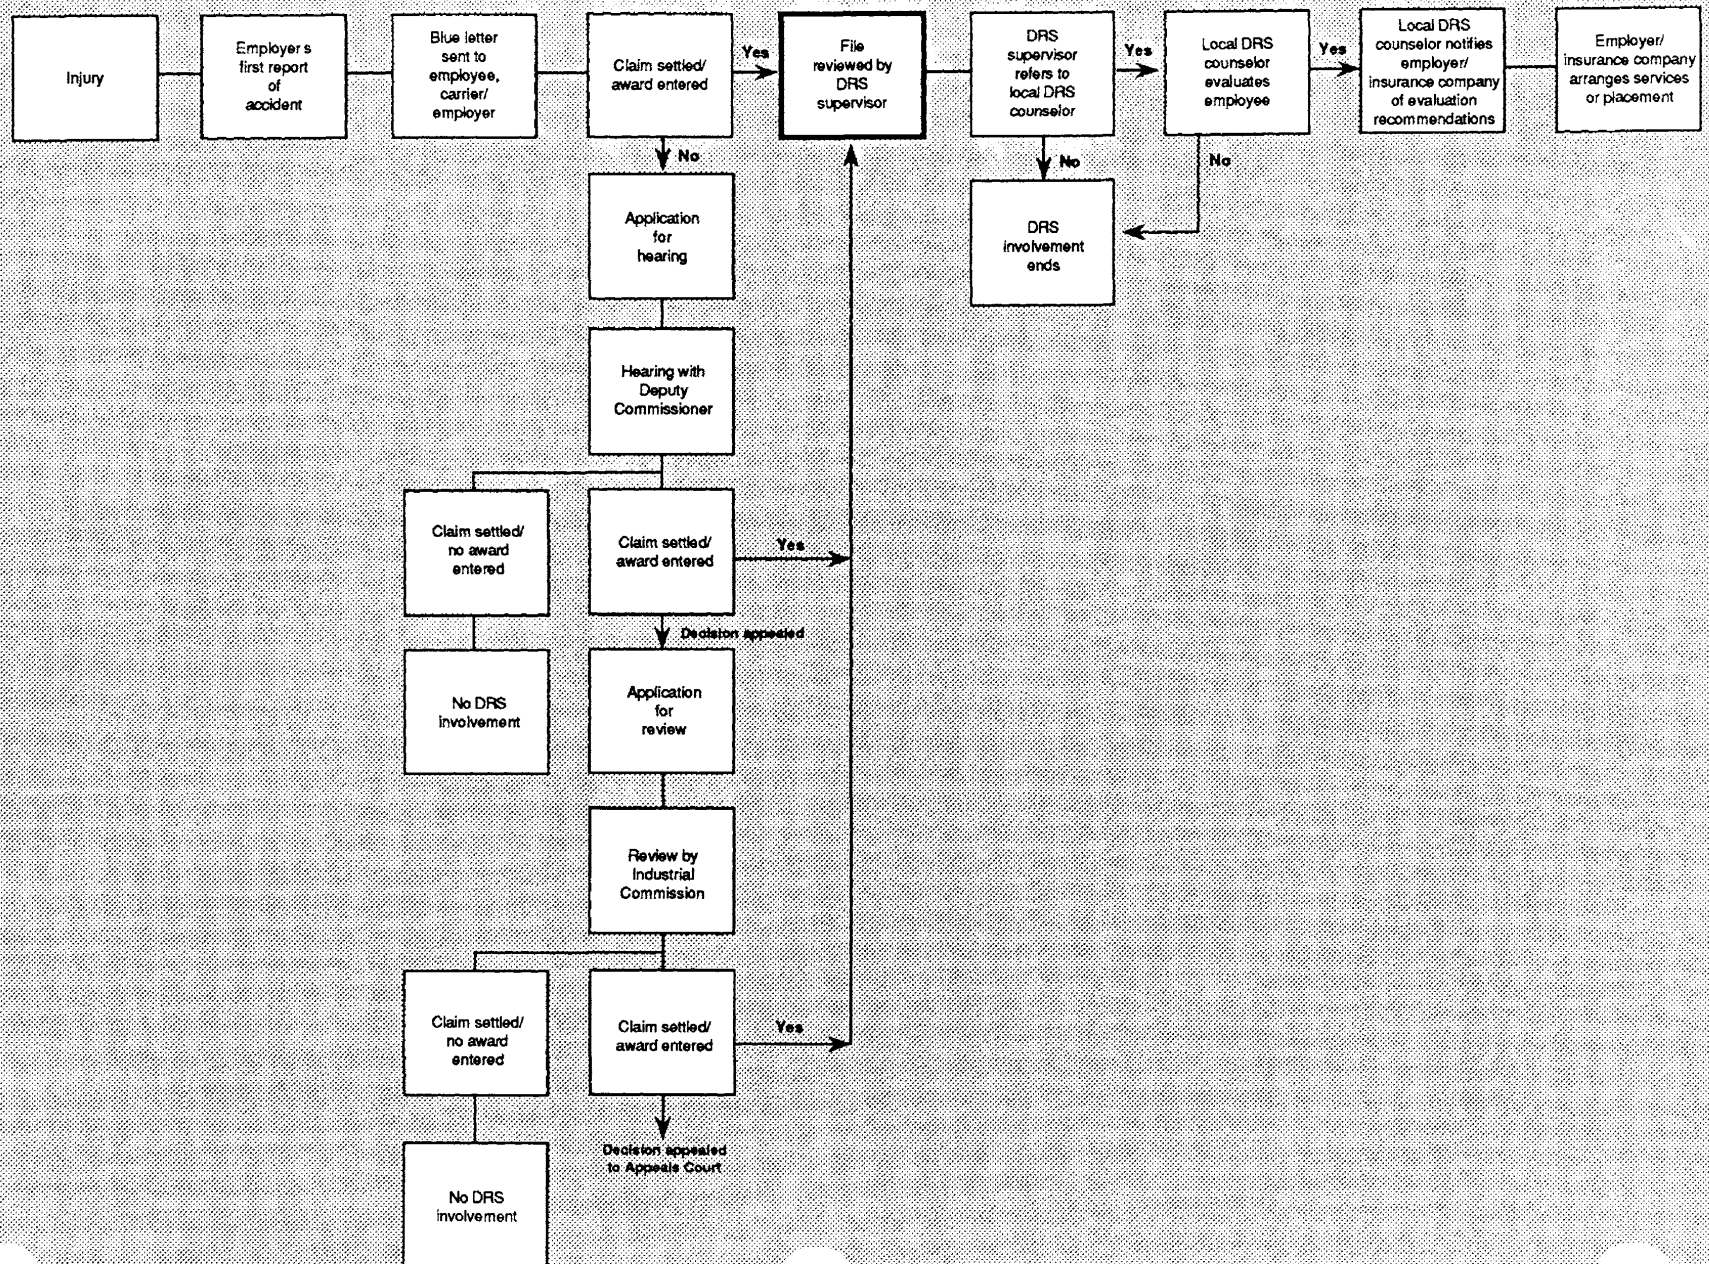 Injury
Employer s
first report
of
accident
Blue letter
sent to
employee,
carrier/
employer
Claim settled/
award entered
Yes
File
reviewed by
DRS
supervisor
DRS
supervisor
refers to
local DRS
counselor
Yes
Local DRS
counselor
evaluates
employee
Yes
Local DRS
counselor notifies
employer/
insurance company
of evaluation
recommendations
Employer/
insurance company
arranges services
or placement
No
No
No
Application
for
hearing
DRS
involvement
ends
Hearing with
Deputy
Commissioner
Claim settled/
no award
entered
Claim settled/
award entered
Yes
Decision appealed
No DRS
involvement
Application
for
review
Review by
Industrial
Commission
Claim settled/
no award
entered
Claim settled/
award entered
Yes
Decision appealed
to Appeals Court
No DRS
involvement